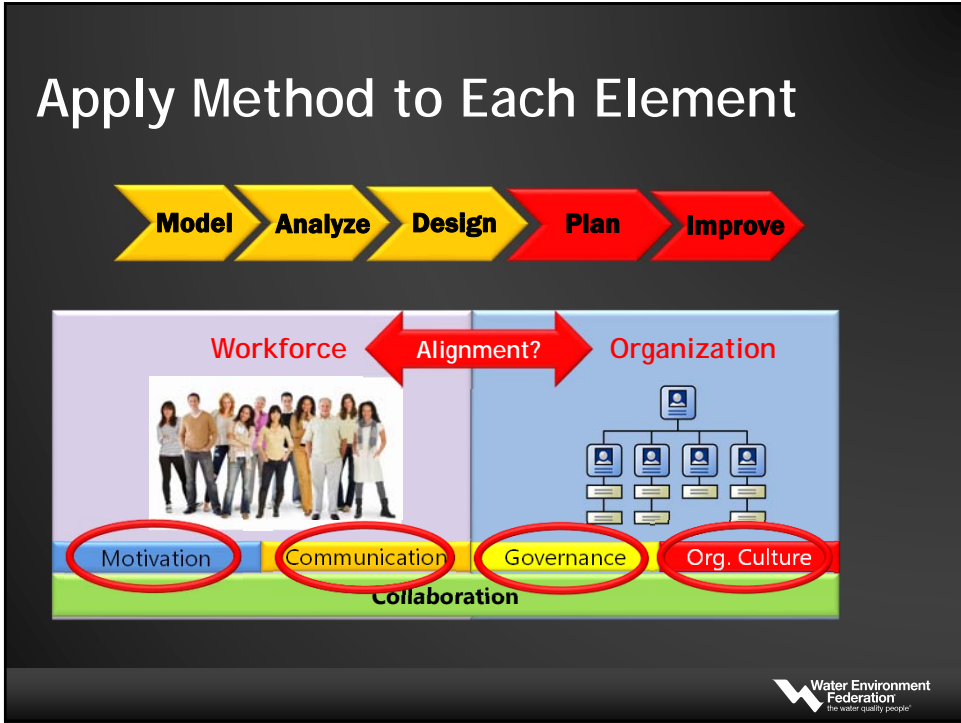 Apply Method to Each Element
Model Analyze Design Plan Improve
Workforce Alignment? Organization
Motivation Communication Governance Org. Culture
Collaboration
Water Environment
Federation
the water quality people®